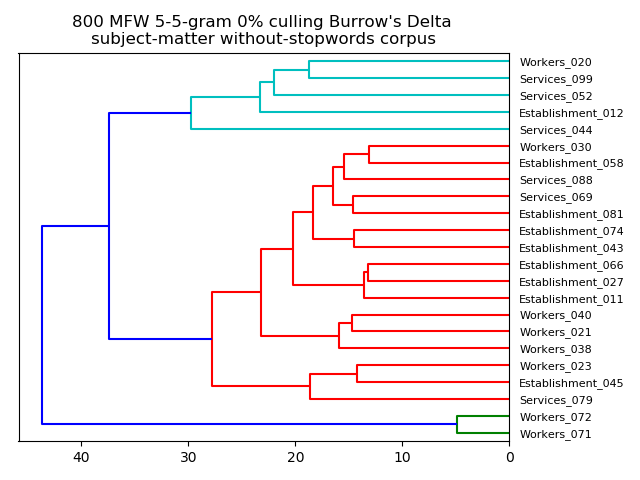 800 MFW 5-5-gram 0% culling Burrow's Delta
subject-matter without-stopwords corpus
Workers_020
Services_099
Services_052
Establishment_012
Services_044
Workers_030
Establishment_058
Services_088
Services_069
Establishment_081
Establishment_074
Establishment_043
Establishment_066
Establishment_027
Establishment_011
Workers_040
Workers_021
Workers_038
Workers_023
Establishment_045
Services_079
Workers_072
Workers_071
40 30 20 10 0